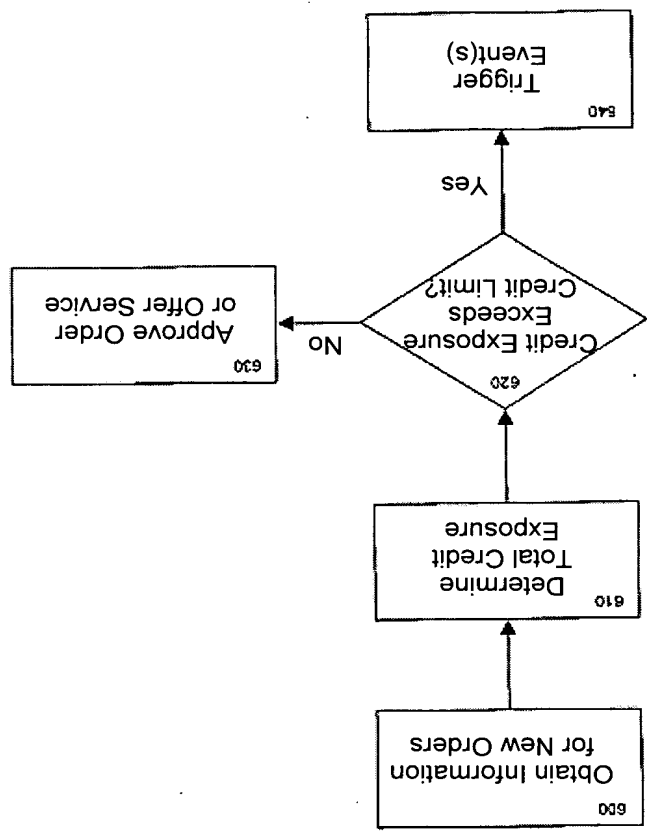 600
Obtain Information
for New Orders
610
Determine
Total Credit
Exposure
620
Credit Exposure
Exceeds
Credit Limit?
No
630
Approve Order
or Offer Service
Yes
540
Trigger
Event(s)